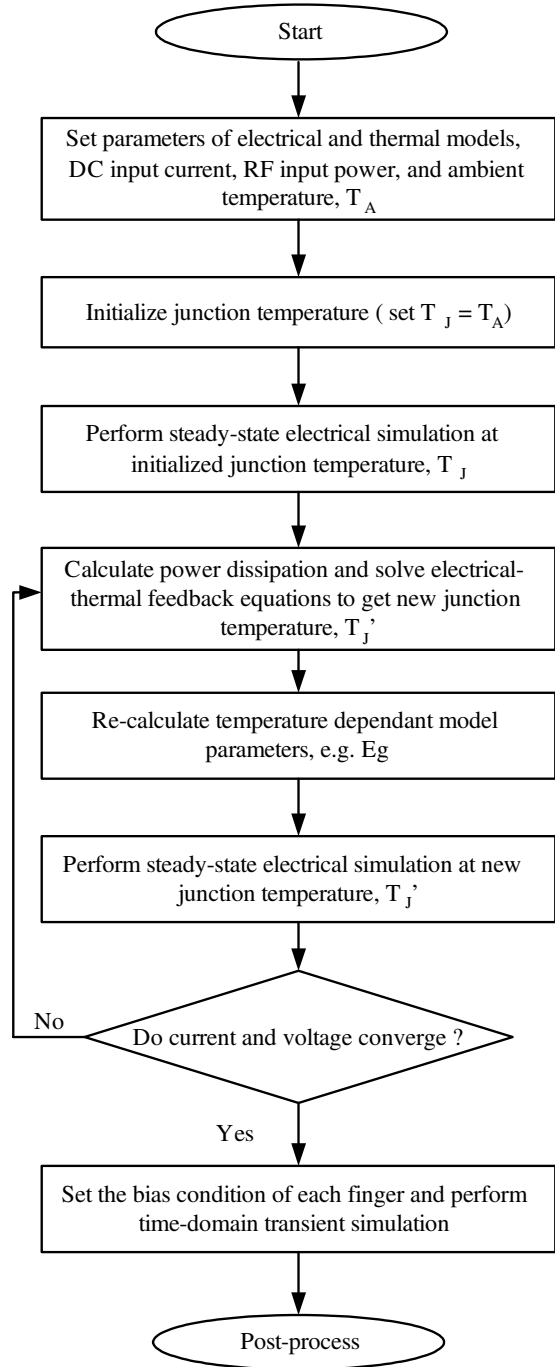 Start
Set parameters of electrical and thermal models,
DC input current, RF input power, and ambient
temperature, T A
Initialize junction temperature ( set T J = TA)
Perform steady-state electrical simulation at
initialized junction temperature, T J
Calculate power dissipation and solve electrical-
thermal feedback equations to get new junction
temperature, TJ’
Re-calculate temperature dependant model
parameters, e.g. Eg
Perform steady-state electrical simulation at new
junction temperature, T J’
No
Do current and voltage converge ?
Yes
Set the bias condition of each finger and perform
time-domain transient simulation
Post-process